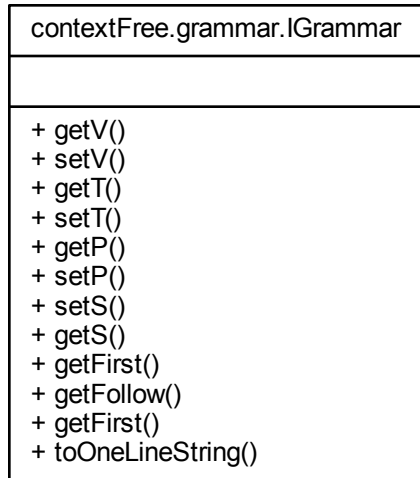 contextFree.grammar.IGrammar
+ getV()
+ setV()
+ getT()
+ setT()
+ getP()
+ setP()
+ setS()
+ getS()
+ getFirst()
+ getFollow()
+ getFirst()
+ toOneLineString()